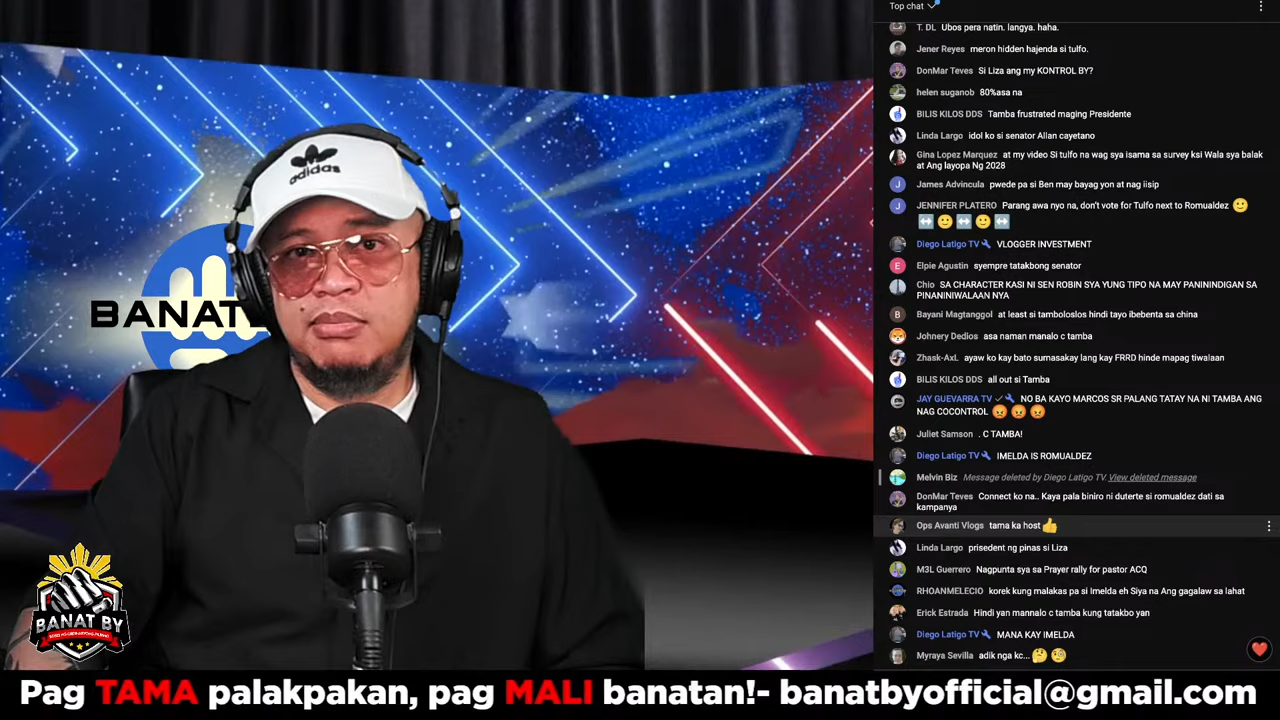 Top chat
T. DL Ubos pera natin. langya. haha.
Jener Reyes meron hidden hajenda si tulfo.
DonMar Teves Si Liza ang my KONTROL BY?
helen suganob 80%asa na
BILIS KILOS DDS Tamba frustrated maging Presidente
Linda Largo idol ko si senator Allan cayetano
Gina Lopez Marquez at my video Si tulfo na wag sya isama sa survey ksi Wala sya balak
at Ang layopa Ng 2028
James Advincula pwede pa si Ben may bayag yon at nag iisip
JENNIFER PLATERO Parang awa nyo na, don't vote for Tulfo next to Romualdez 🙂
↔️ 🙂 ↔️ 🙂 ↔️
Diego Latigo TV VLOGGER INVESTMENT
Elpie Agustin syempre tatakbong senator
Chio SA CHARACTER KASI NI SEN ROBIN SYA YUNG TIPO NA MAY PANININDIGAN SA
PINANINIWALAAN NYA
Bayani Magtanggol at least si tamboloslos hindi tayo ibebenta sa china
Johnery Dedios asa naman manalo c tamba
Zhask-AxL ayaw ko kay bato sumasakay lang kay FRRD hinde mapag tiwalaan
BILIS KILOS DDS all out si Tamba
JAY GUEVARRA TV ✓ NO BA KAYO MARCOS SR PALANG TATAY NA NI TAMBA ANG
NAG COCONTROL 😡 😡 😡
Juliet Samson . C TAMBA!
Diego Latigo TV IMELDA IS ROMUALDEZ
Melvin Biz Message deleted by Diego Latigo TV. View deleted message
DonMar Teves Connect ko na.. Kaya pala biniro ni duterte si romualdez dati sa
kampanya
Ops Avanti Vlogs tama ka host 👍
Linda Largo prisedent ng pinas si Liza
M3L Guerrero Nagpunta sya sa Prayer rally for pastor ACQ
RHOANMELECIO korek kung malakas pa si Imelda eh Siya na Ang gagalaw sa lahat
Erick Estrada Hindi yan mannalo c tamba kung tatakbo yan
Diego Latigo TV MANA KAY IMELDA
Myraya Sevilla adik nga kc... 🤔 🧐
adidas
BANAT
BANAT BY
Pag TAMA palakpakan, pag MALI banatan!- banatbyofficial@gmail.com